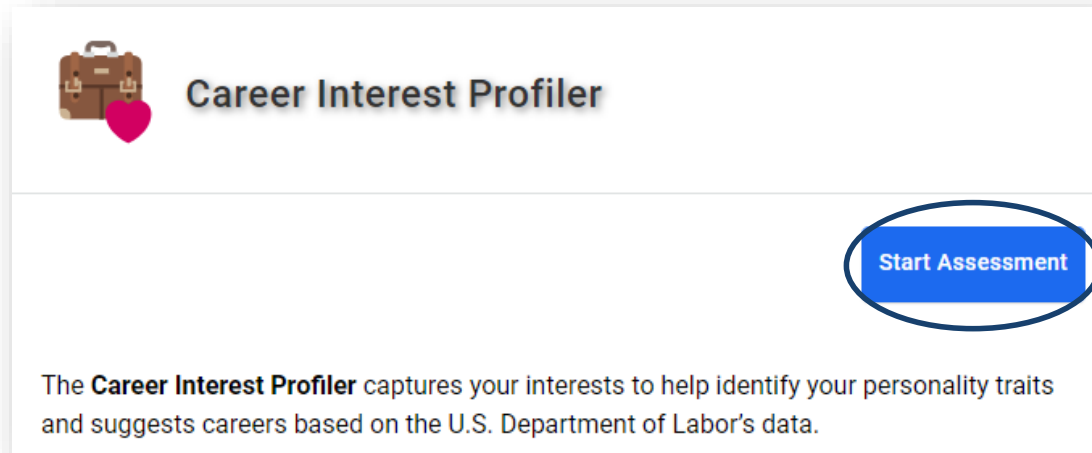 Career Interest Profiler
Start Assessment
The Career Interest Profiler captures your interests to help identify your personality traits
and suggests careers based on the U.S. Department of Labor’s data.